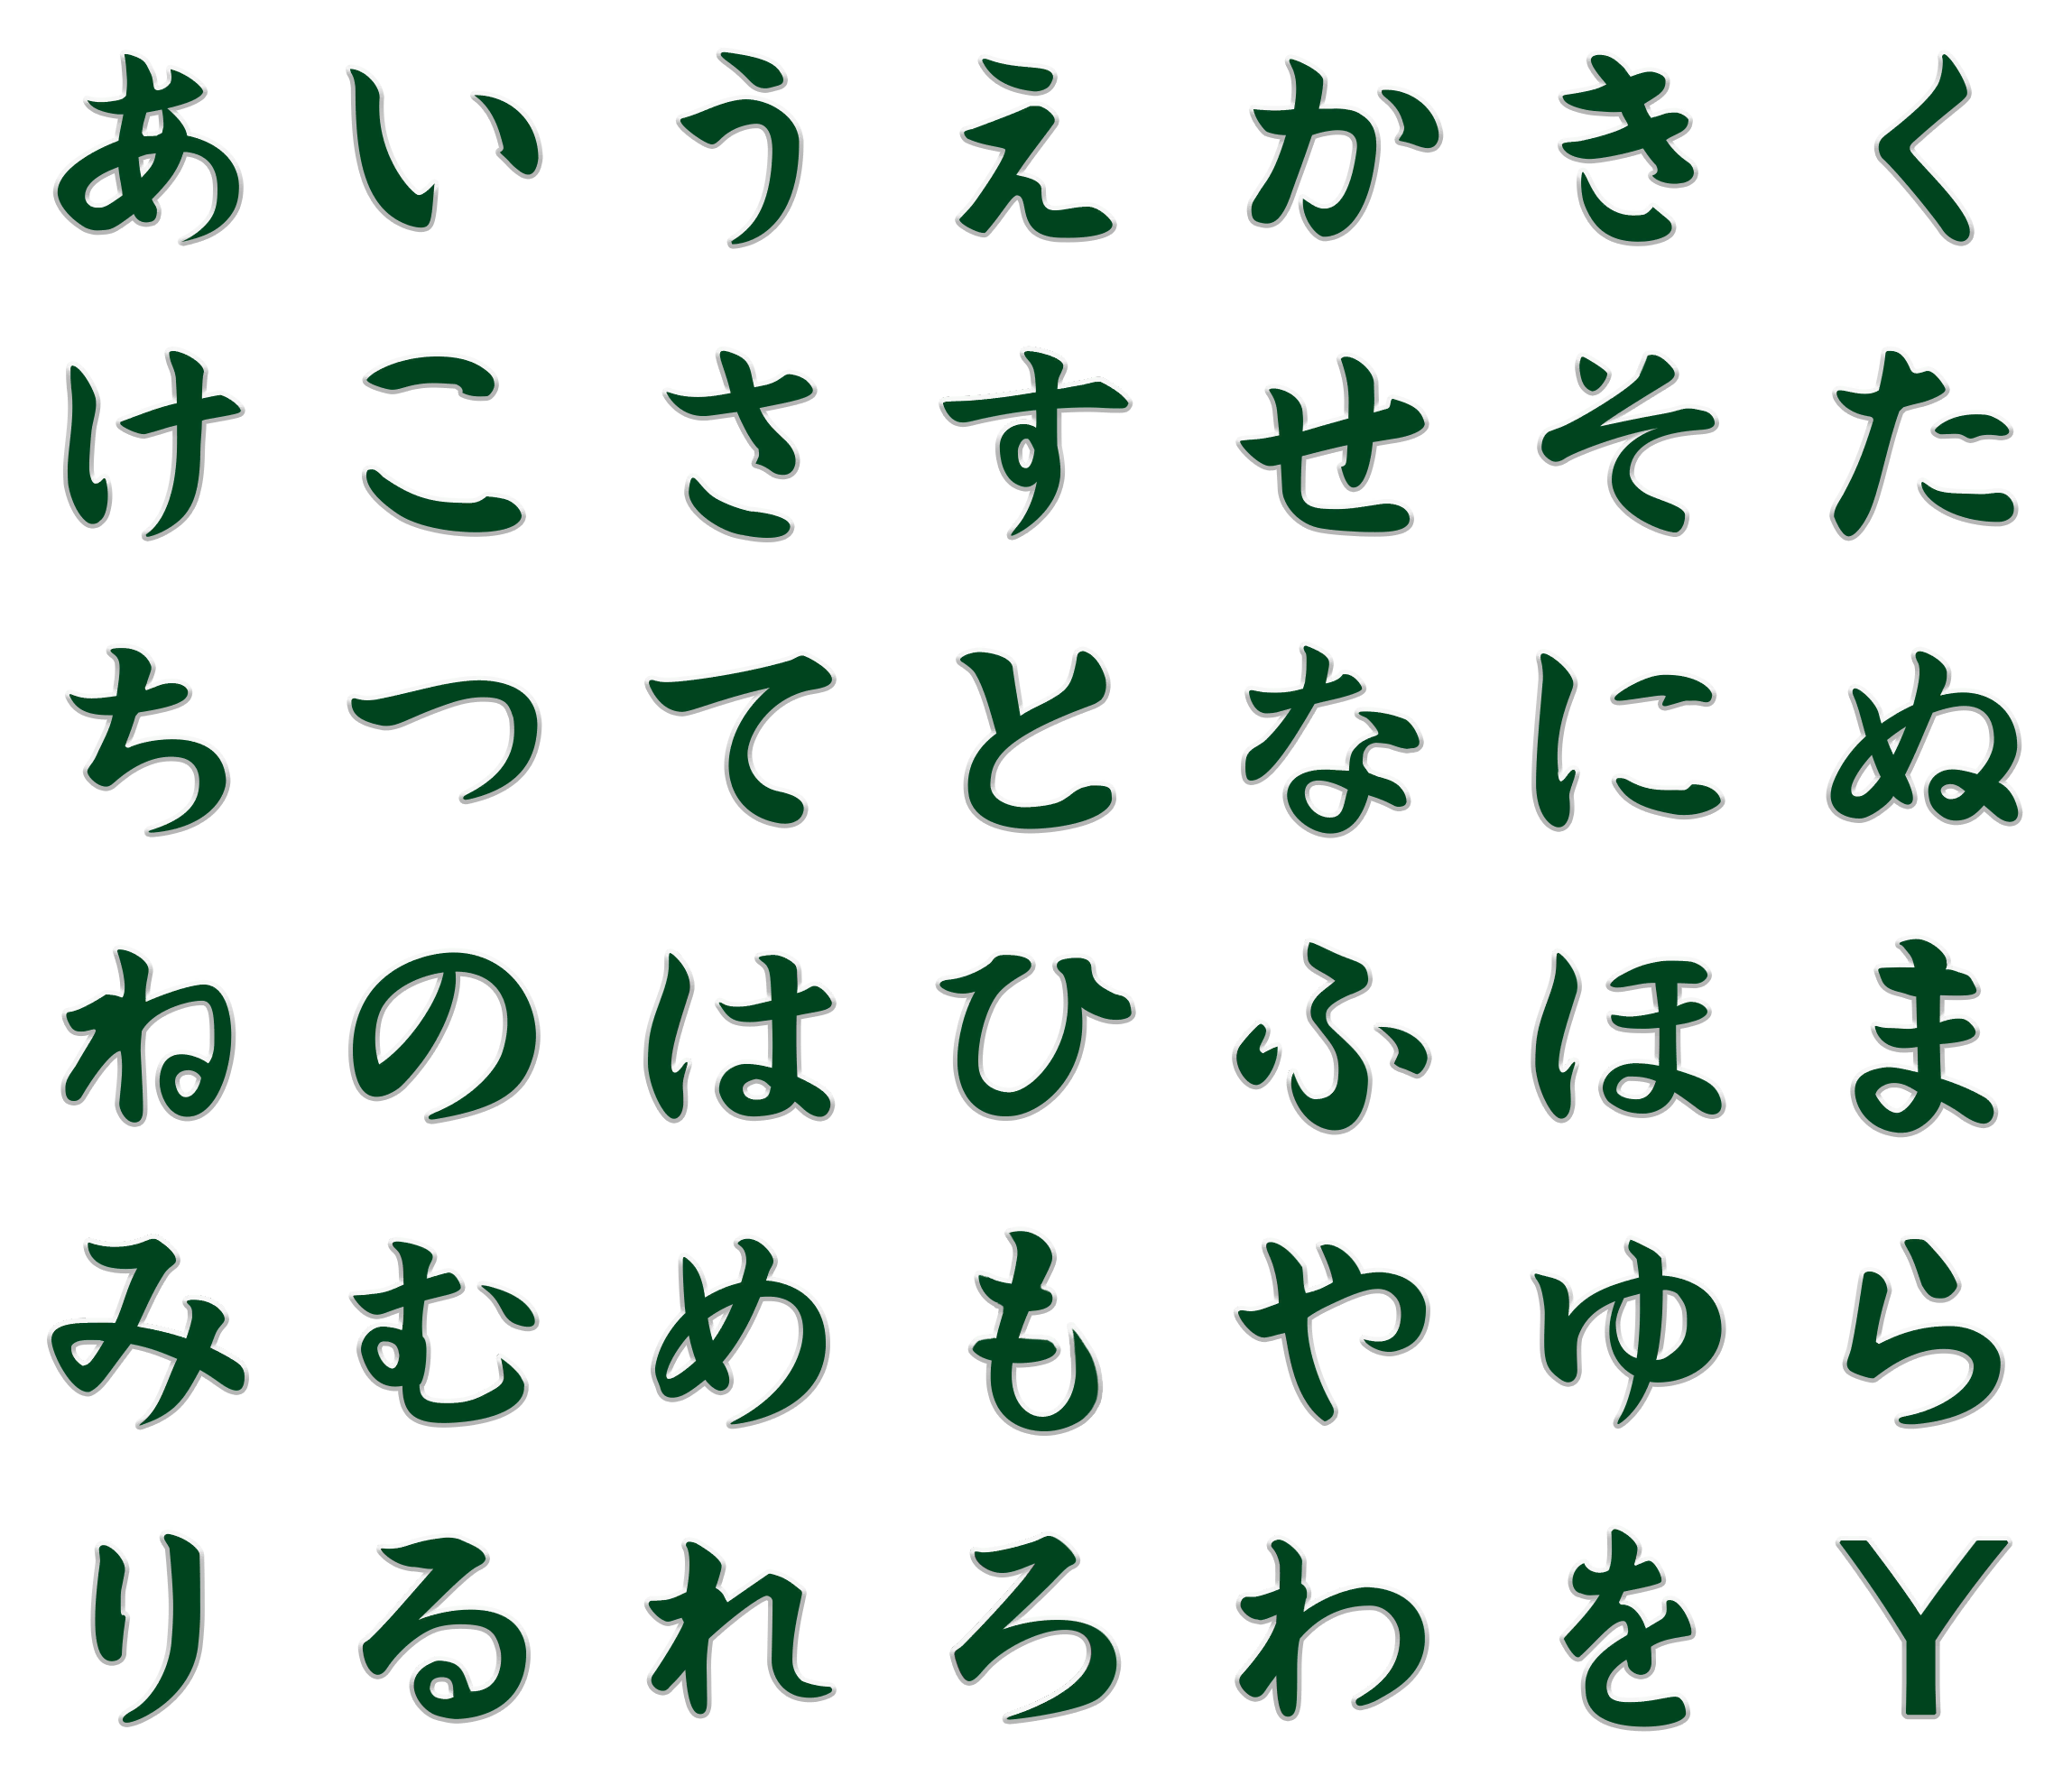 あ い う え か き く
け こ さ す せ そ た
ち つ て と な に ぬ
ね の は ひ ふ ほ ま
み む め も や ゆ ら
り る れ ろ わ を Y